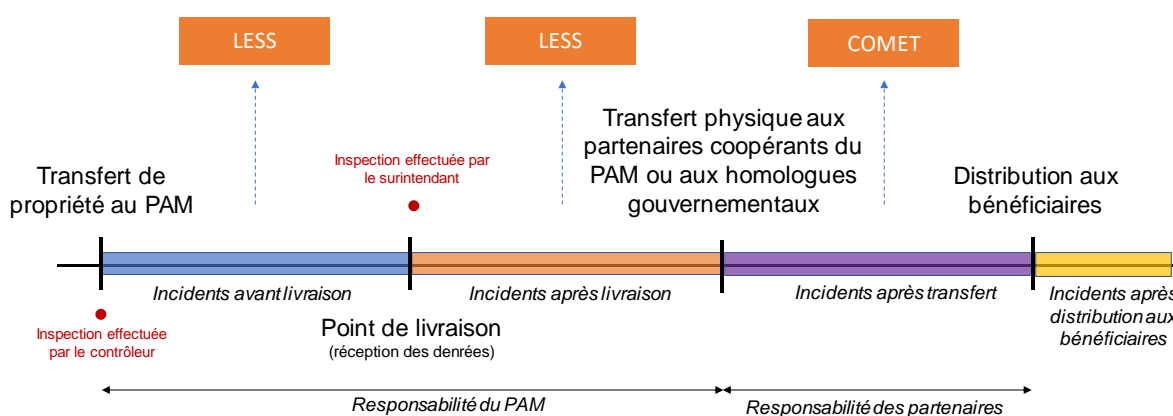 LESS
LESS
COMET
Transfert de
propriété au PAM
Inspection effectuée par
le surintendant
Transfert physique aux
partenaires coopérants du
PAM ou aux homologues
gouvernementaux
Distribution aux
bénéficiaires
Incidents avant livraison
Incidents après livraison
Incidents après transfert
Incidents après
distribution aux
bénéficiaires
Inspection effectuée
par le contrôleur
Point de livraison
(réception des denrées)
Responsabilité du PAM
Responsabilité des partenaires